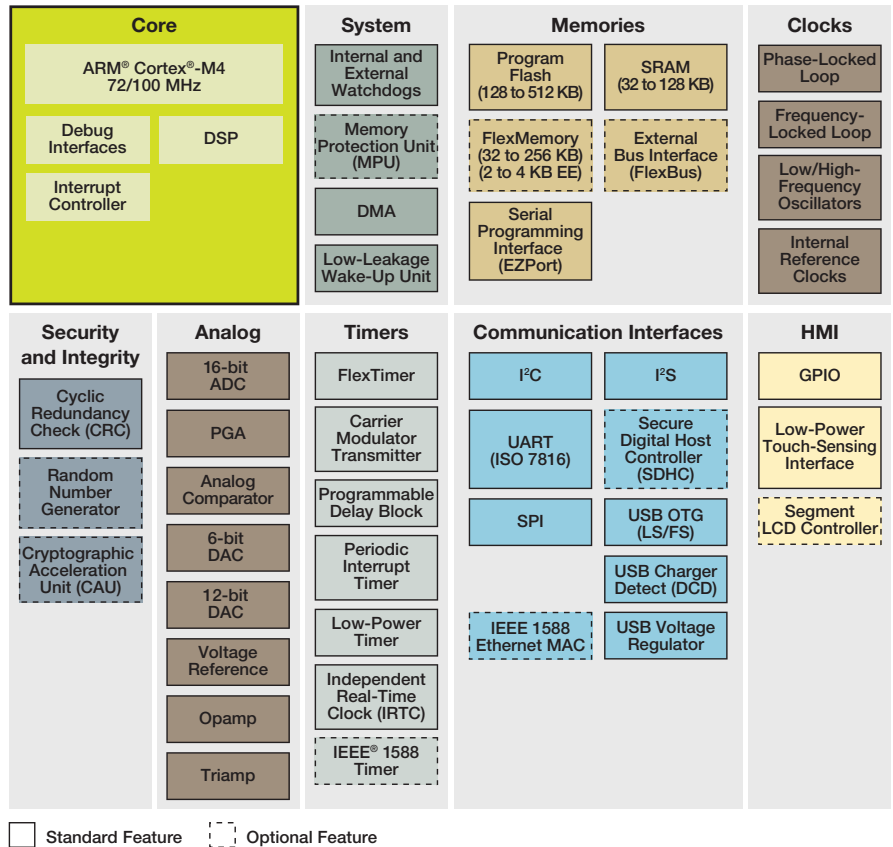 Core
ARM® Cortex®-M4
72/100 MHz
Debug
Interfaces
DSP
Interrupt
Controller
System
Internal and
External
Watchdogs
Memory
Protection Unit
(MPU)
DMA
Low-Leakage
Wake-Up Unit
Memories
Program
Flash
(128 to 512 KB)
SRAM
(32 to 128 KB)
FlexMemory
(32 to 256 KB)
(2 to 4 KB EE)
External
Bus Interface
(FlexBus)
Serial
Programming
Interface
(EZPort)
Clocks
Phase-Locked
Loop
Frequency-
Locked Loop
Low/High-
Frequency
Oscillators
Internal
Reference
Clocks
Security
and Integrity
Cyclic
Redundancy
Check (CRC)
Random
Number
Generator
Cryptographic
Acceleration
Unit (CAU)
Analog
16-bit
ADC
PGA
Analog
Comparator
6-bit
DAC
12-bit
DAC
Voltage
Reference
Opamp
Triamp
Timers
FlexTimer
Carrier
Modulator
Transmitter
Programmable
Delay Block
Periodic
Interrupt
Timer
Low-Power
Timer
Independent
Real-Time
Clock (IRTC)
IEEE® 1588
Timer
Communication Interfaces
I²C
I²S
UART
(ISO 7816)
Secure
Digital Host
Controller
(SDHC)
SPI
USB OTG
(LS/FS)
USB Charger
Detect (DCD)
IEEE 1588
Ethernet MAC
USB Voltage
Regulator
HMI
GPIO
Low-Power
Touch-Sensing
Interface
Segment
LCD Controller
Standard Feature
Optional Feature